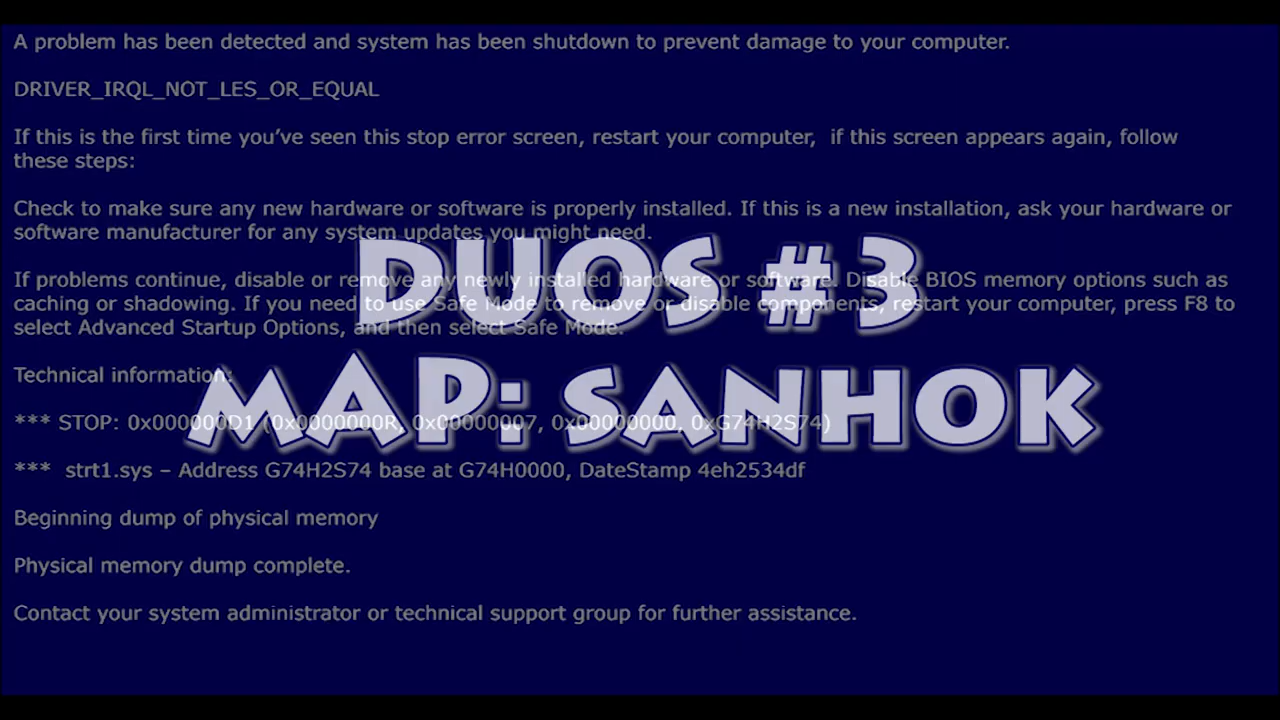 A problem has been detected and system has been shutdown to prevent damage to your computer.
DRIVER_IRQL_NOT_LES_OR_EQUAL
If this is the first time you’ve seen this stop error screen, restart your computer,  if this screen appears again, follow
these steps:
Check to make sure any new hardware or software is properly installed. If this is a new installation, ask your hardware or
software manufacturer for any system updates you might need.
DUOS #3
If problems continue, disable or remove any newly installed hardware or software. Disable BIOS memory options such as
caching or shadowing. If you need to use Safe Mode to remove or disable components, restart your computer, press F8 to
select Advanced Startup Options, and then select Safe Mode.
Technical information:
MAP: SANHOK
*** STOP: 0x000000D1 (0x0000000R, 0x00000007, 0x00000000, 0xG74H2S74)
***  strt1.sys – Address G74H2S74 base at G74H0000, DateStamp 4eh2534df
Beginning dump of physical memory
Physical memory dump complete.
Contact your system administrator or technical support group for further assistance.